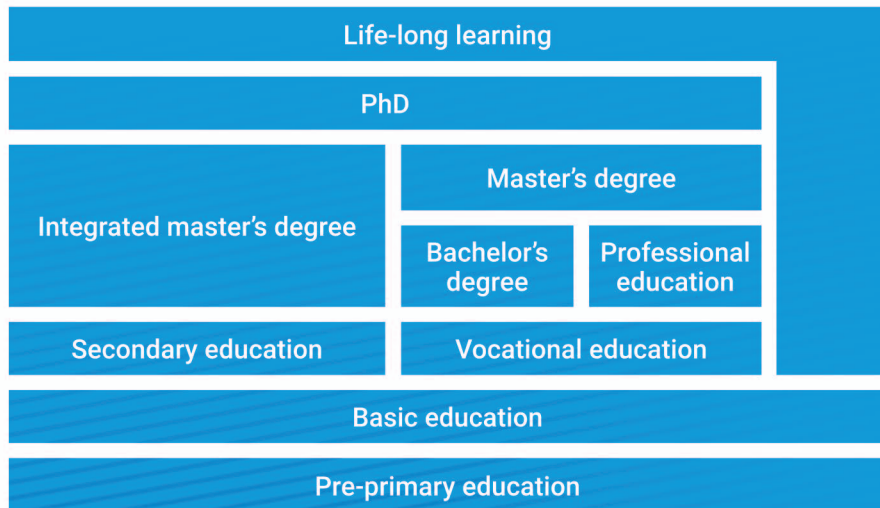 Life-long learning
PhD
Integrated master’s degree
Master’s degree
Bachelor’s
degree
Professional
education
Secondary education
Vocational education
Basic education
Pre-primary education